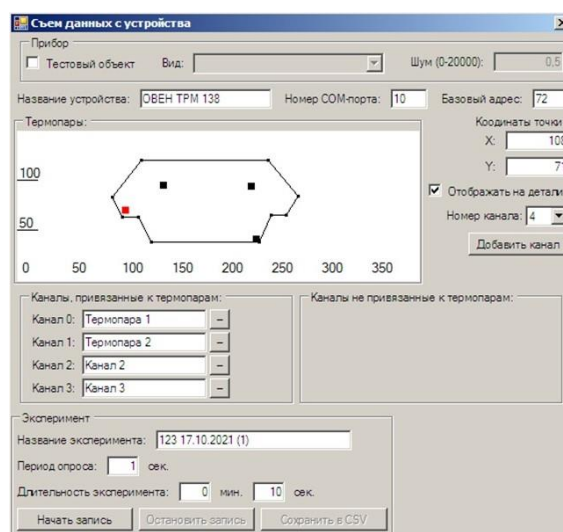 Съем данных с устройства
Прибор
Тестовый объект Вид: Шум (0-20000): 0,5
Название устройства: ОВЕН ТРМ 138 Номер COM-порта: 10 Базовый адрес: 72
Термопары: Коодинаты точки
X: 108
Y: 71
Отображать на детали
Номер канала: 4
Добавить канал
100
50
0 50 100 150 200 250 300 350
Каналы, привязанные к термопарам: Каналы не привязанные к термопарам:
Канал 0: Термопара 1 –
Канал 1: Термопара 2 –
Канал 2: Канал 2 –
Канал 3: Канал 3 –
Эксперимент
Название эксперимента: 123 17.10.2021 (1)
Период опроса: 1 сек.
Длительность эксперимента: 0 мин. 10 сек.
Начать запись Остановить запись Сохранить в CSV